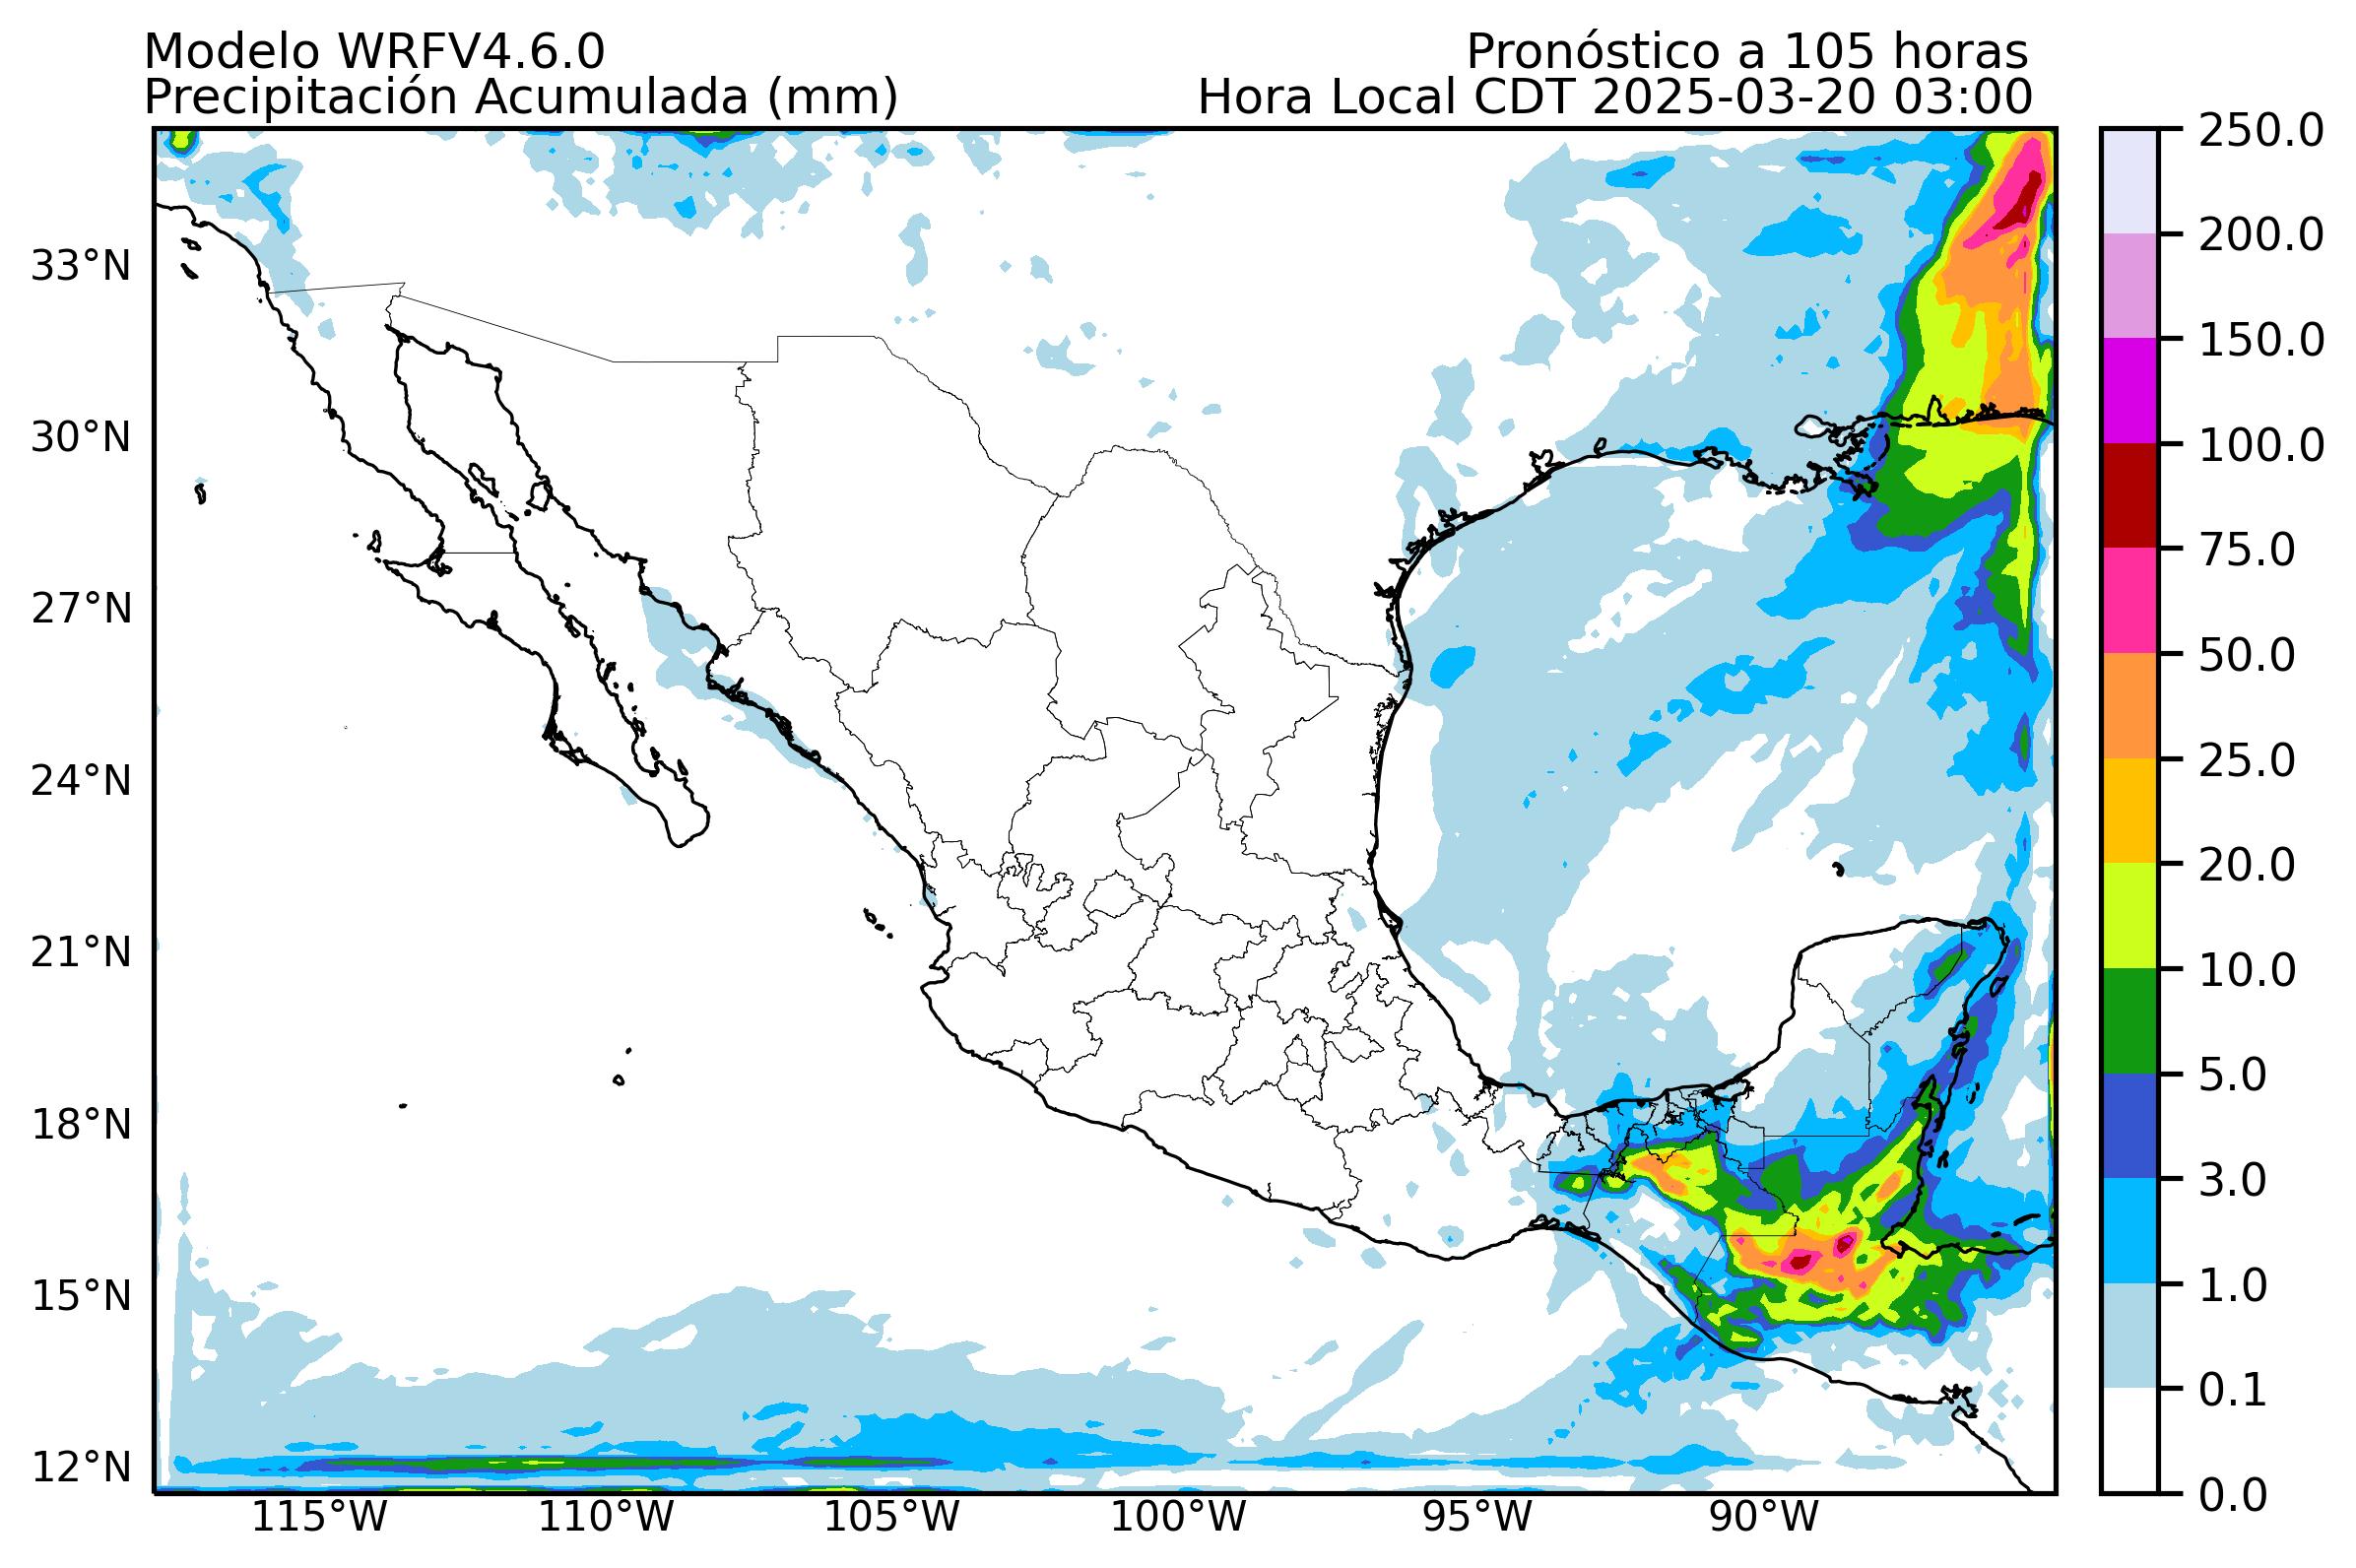 Modelo WRFV4.6.0
Pronóstico a 105 horas
Precipitación Acumulada (mm)
Hora Local CDT 2025-03-20 03:00
33°N
30°N
27°N
24°N
21°N
18°N
15°N
12°N
115°W
110°W
105°W
100°W
95°W
90°W
250.0
200.0
150.0
100.0
75.0
50.0
25.0
20.0
10.0
5.0
3.0
1.0
0.1
0.0